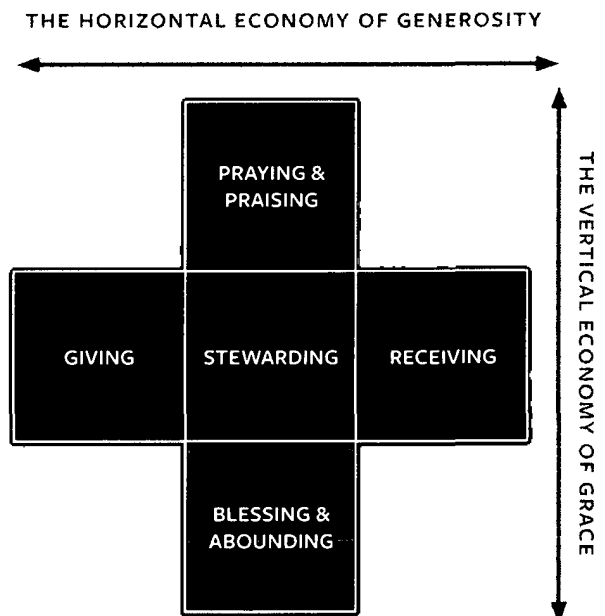 THE HORIZONTAL ECONOMY OF GENEROSITY
PRAYING &
PRAISING
GIVING
STEWARDING
RECEIVING
BLESSING &
ABOUNDING
THE VERTICAL ECONOMY OF GRACE